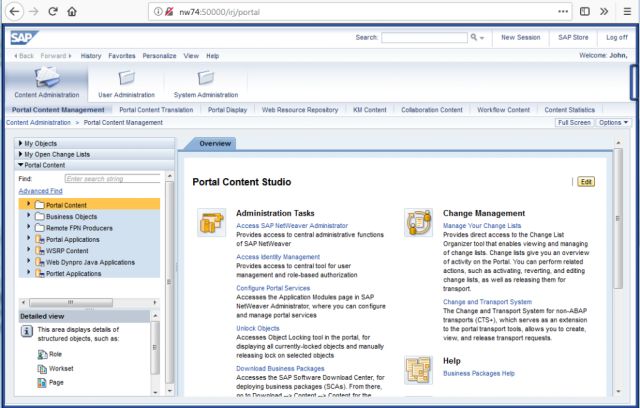 nw74:50000/irj/portal
SAP
Search:
New Session
SAP Store
Log off
Back Forward History Favorites Personalize View Help
Welcome: John,
Content Administration
User Administration
System Administration
Portal Content Management
Portal Content Translation
Portal Display
Web Resource Repository
KM Content
Collaboration Content
Workflow Content
Content Statistics
Content Administration > Portal Content Management
Full Screen
Options
My Objects
My Open Change Lists
Portal Content
Find: Enter search string
Advanced Find
Portal Content
Business Objects
Remote FPN Producers
Portal Applications
WSRP Content
Web Dynpro Java Applications
Portlet Applications
Detailed view
This area displays details of
structured objects, such as:
Role
Workset
Page
Overview
Portal Content Studio
Edit
Administration Tasks
Access SAP NetWeaver Administrator
Provides access to central administrative functions
of SAP NetWeaver
Access Identity Management
Provides access to central tool for user
management and role-based authorization
Configure Portal Services
Accesses the Application Modules page in SAP
NetWeaver Administrator, where you can configure
and manage portal services
Unlock Objects
Accesses Object Locking tool in the portal, for
displaying all currently-locked objects and manually
releasing lock on selected objects
Download Business Packages
Accesses the SAP Software Download Center, for
deploying business packages (SCAs). From there,
go to Download --> Content --> Content for the
Change Management
Manage Your Change Lists
Provides direct access to the Change List
Organizer tool that enables viewing and managing
of change lists. Change lists give you an overview
of activity on the Portal. You can perform related
actions, such as activating, reverting, and editing
change lists, as well as releasing them for
transport.
Change and Transport System
The Change and Transport System for non-ABAP
transports (CTS+), which serves as an extension
to the portal transport tools, allows you to create,
view, and release transport requests.
Help
Business Packages Help